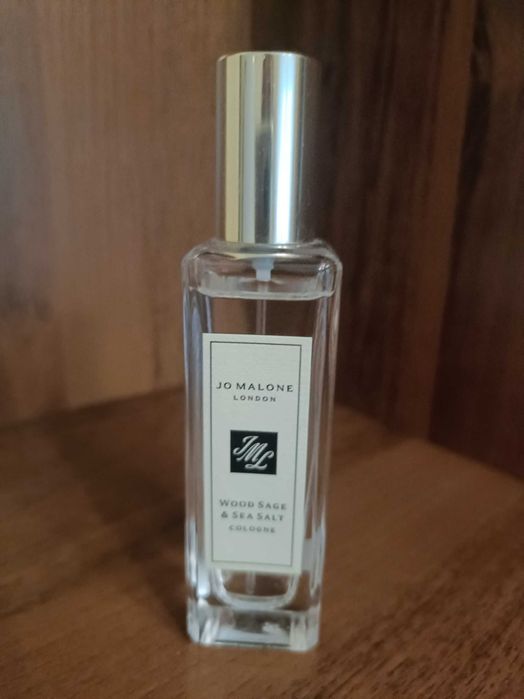 JO MALONE
LONDON
JML
WOOD SAGE
& SEA SALT
COLOGNE